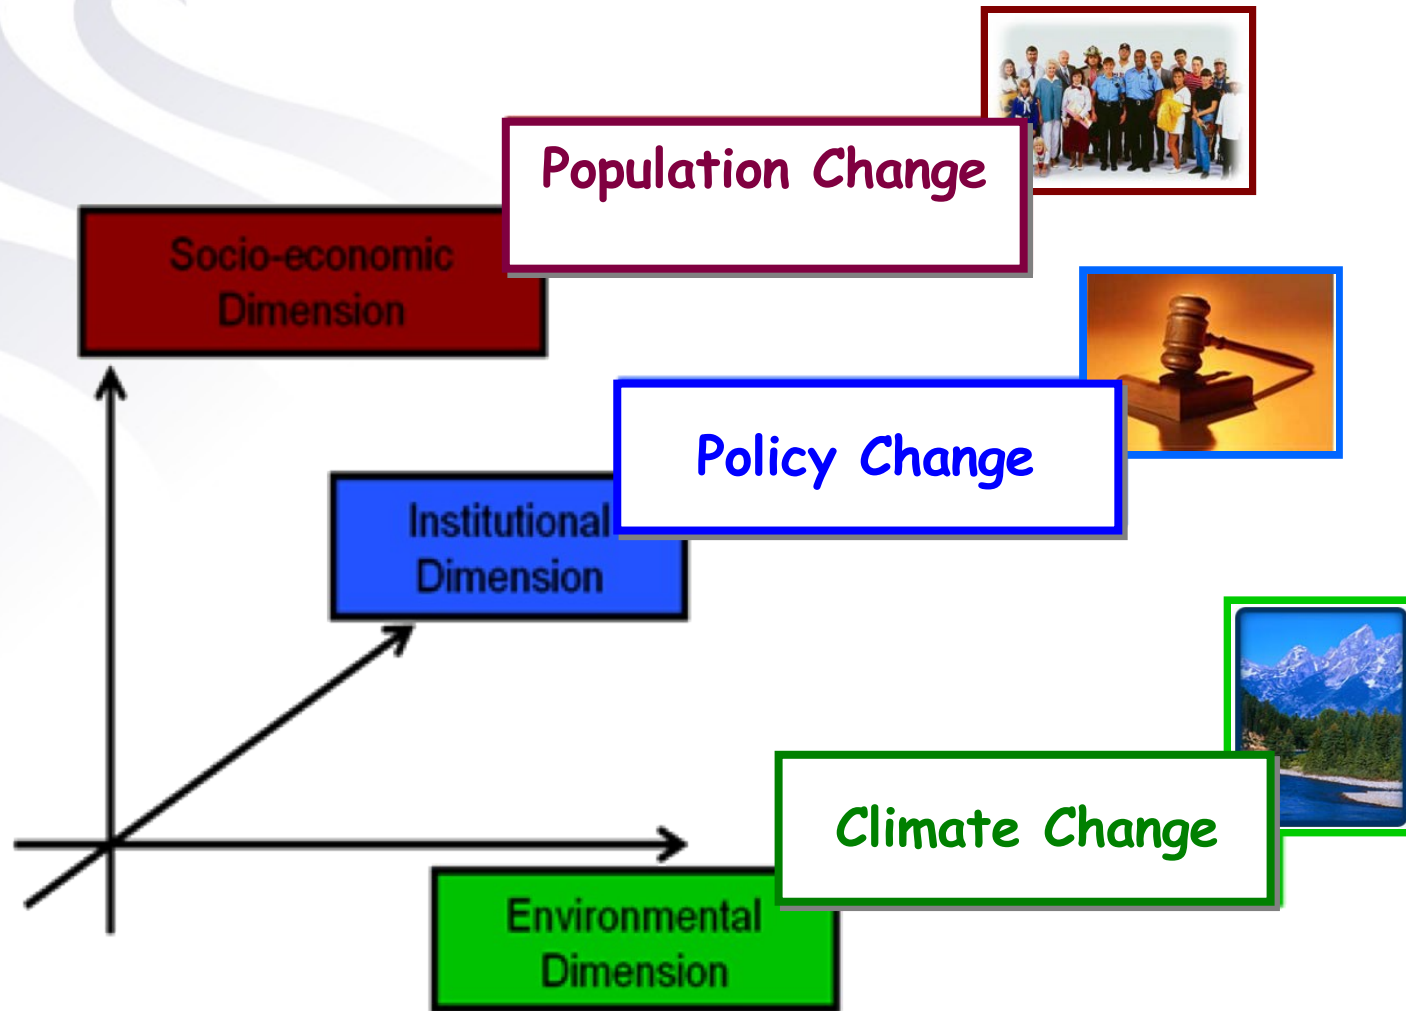 Population Change
Socio-economic
Dimension
Policy Change
Institutional
Dimension
Climate Change
Environmental
Dimension